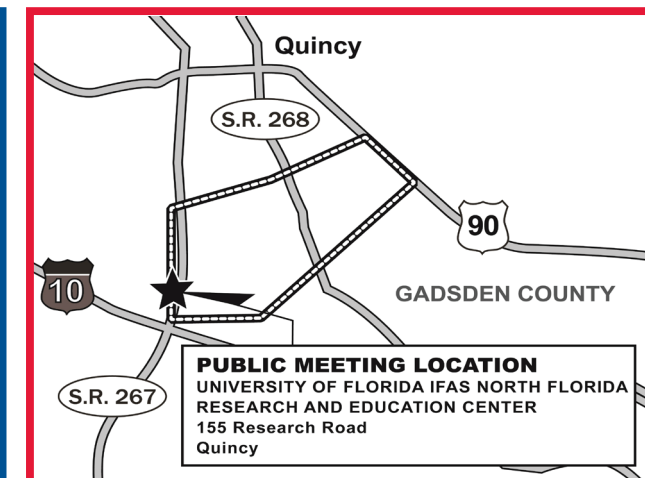 Quincy
S.R. 268
90
10
GADSDEN COUNTY
S.R. 267
PUBLIC MEETING LOCATION
UNIVERSITY OF FLORIDA IFAS NORTH FLORIDA
RESEARCH AND EDUCATION CENTER
155 Research Road
Quincy